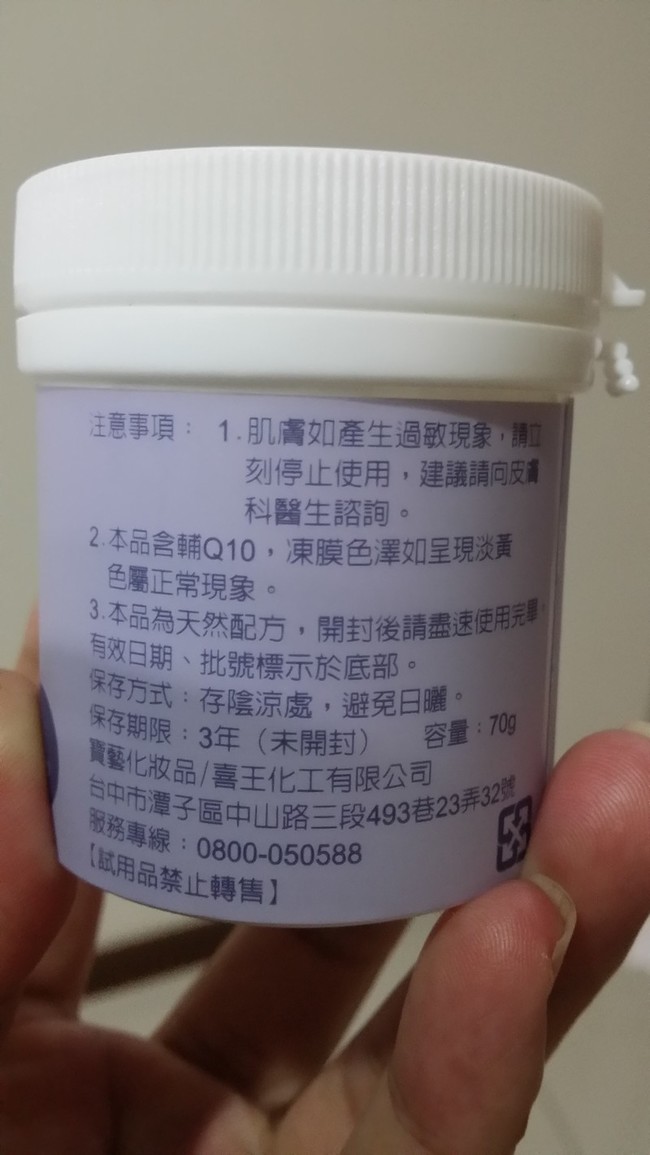 注意事項： 1.肌膚如產生過敏現象，請立
刻停止使用，建議請向皮膚
科醫生諮詢。
2.本品含輔Q10，凍膜色澤如呈現淡黃
色屬正常現象。
3.本品為天然配方，開封後請盡速使用完畢。
有效日期、批號標示於底部。
保存方式：存陰涼處，避免日曬。
保存期限：3年（未開封） 容量：70g
寶藝化妝品/喜王化工有限公司
台中市潭子區中山路三段493巷23弄32號
服務專線：0800-050588
【試用品禁止轉售】